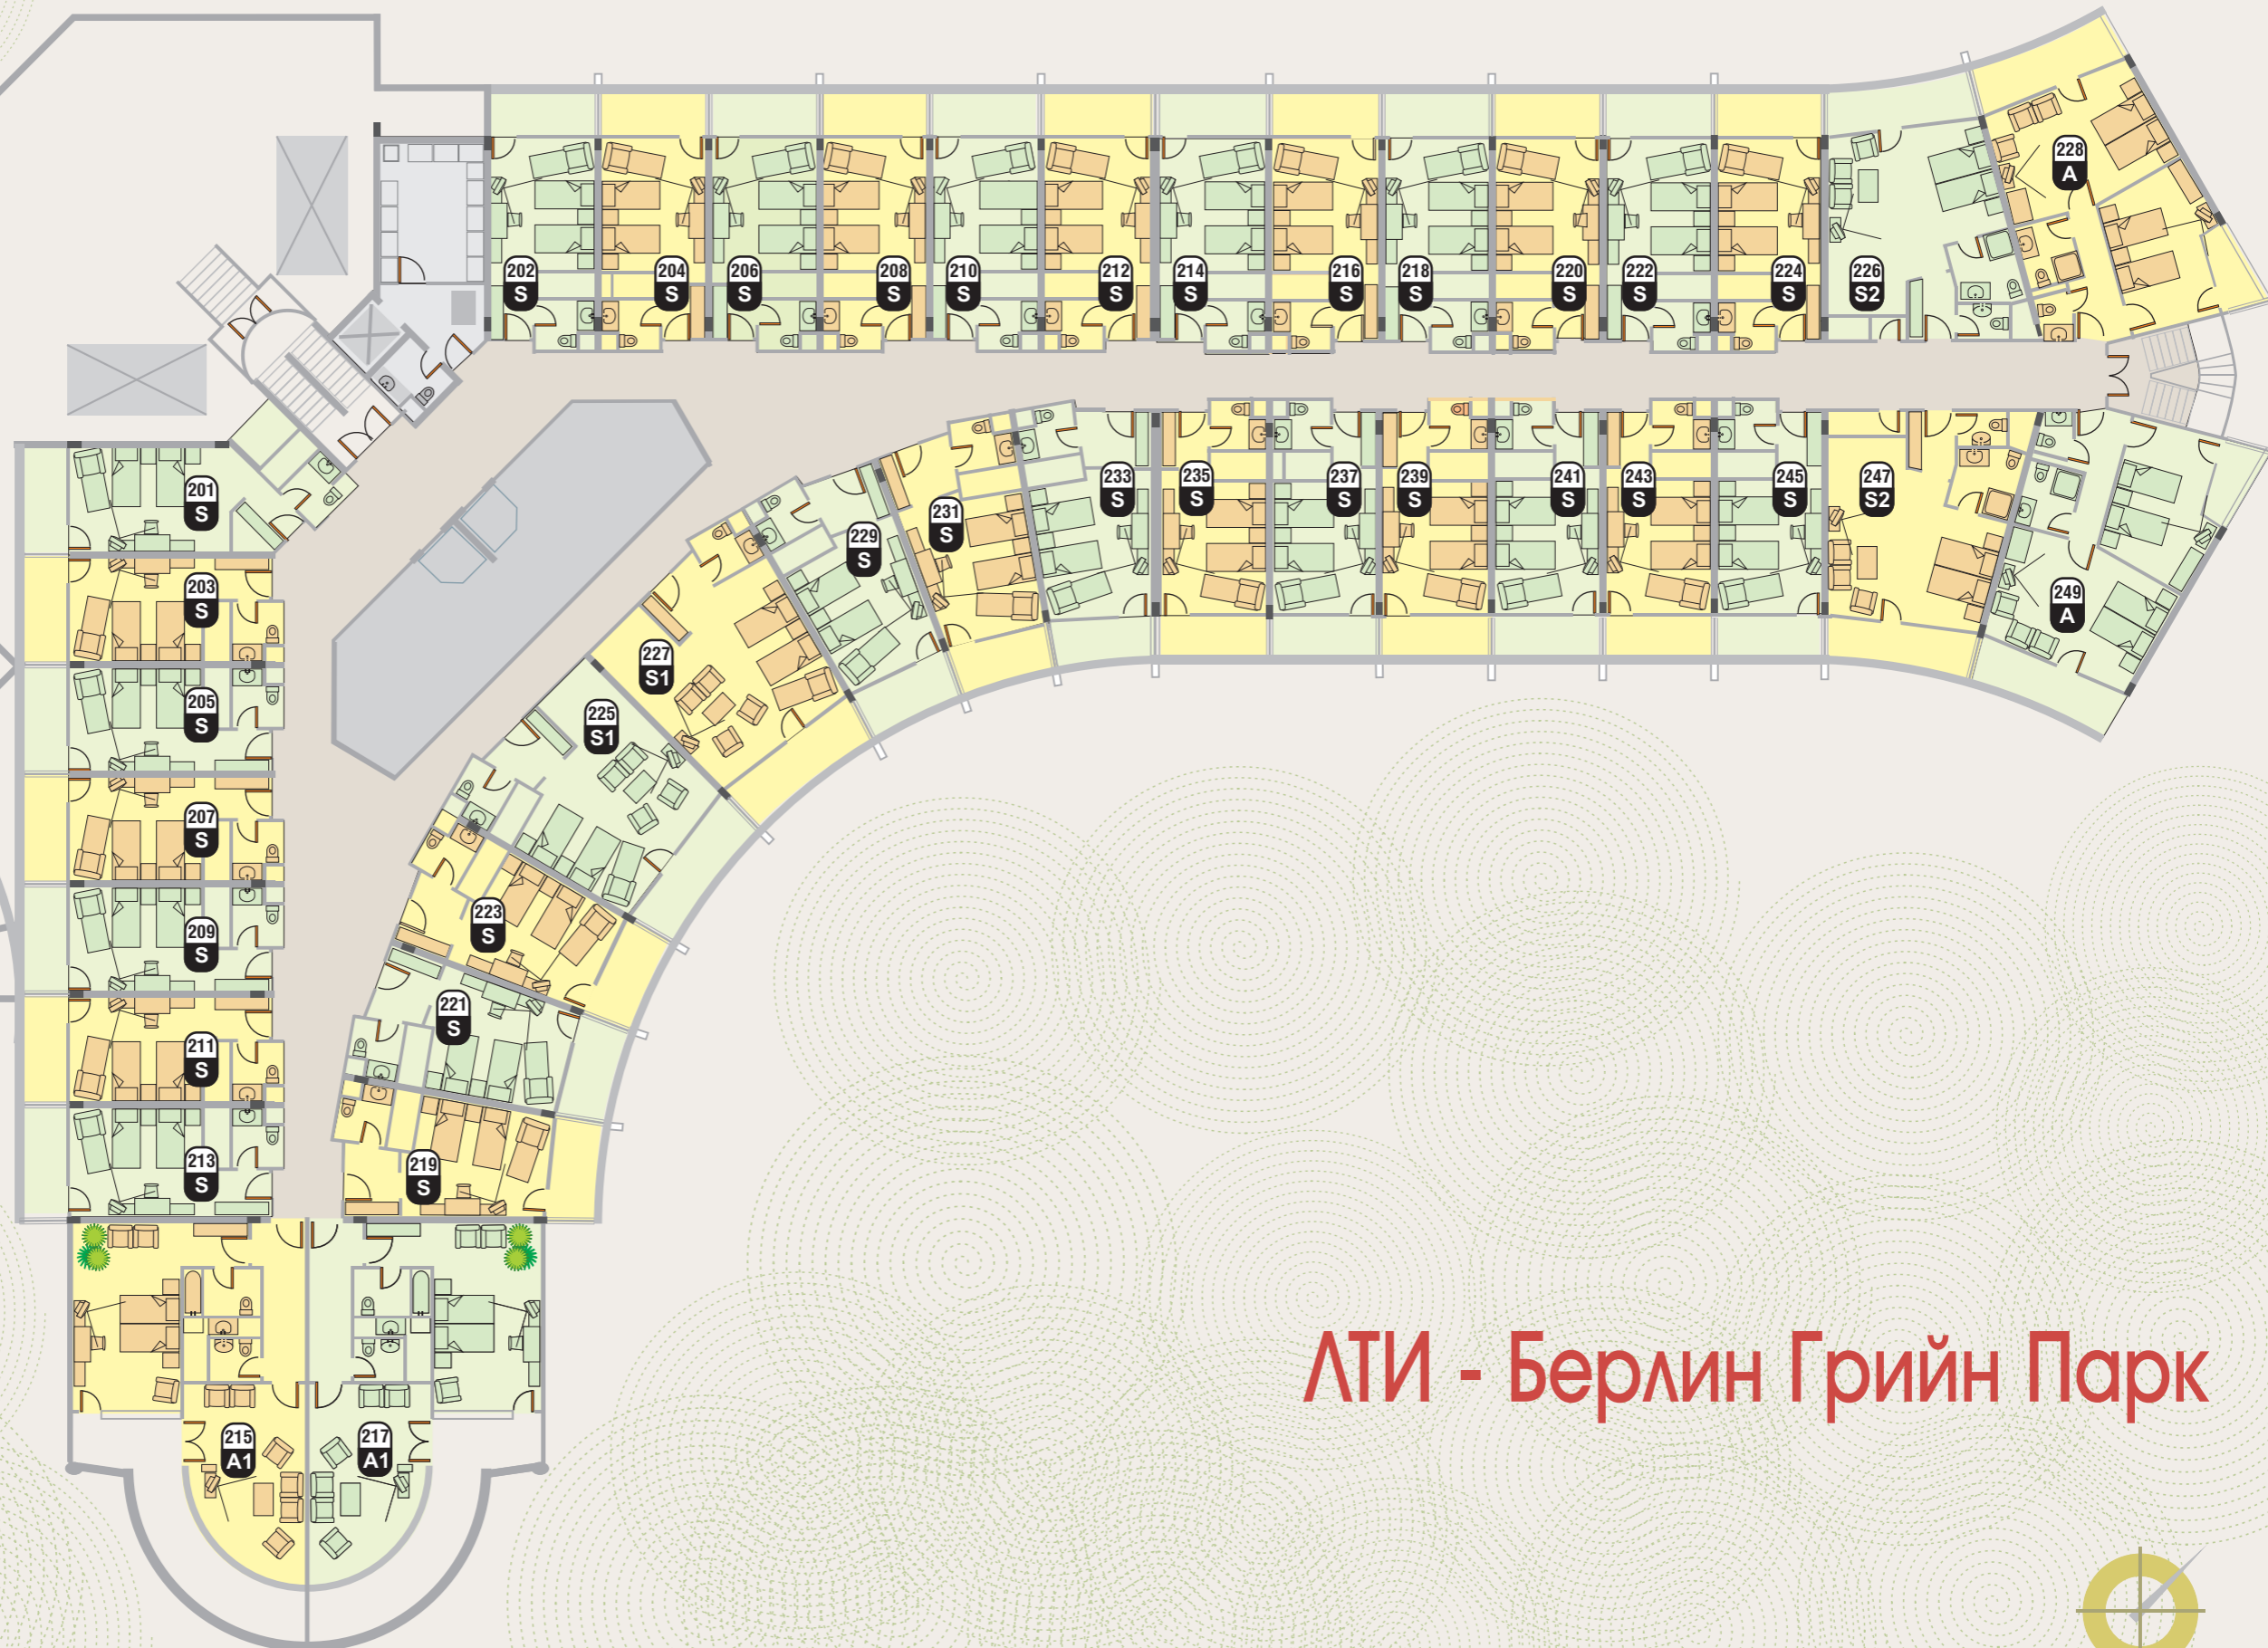 228
A
202
S
204
S
206
S
208
S
210
S
212
S
214
S
216
S
218
S
220
S
222
S
224
S
226
S2
201
S
203
S
205
S
207
S
209
S
211
S
213
S
215
A1
217
A1
219
S
221
S
223
S
225
S1
227
S1
229
S
231
S
233
S
235
S
237
S
239
S
241
S
243
S
245
S
247
S2
249
A
ЛТИ - Берлин Грийн Парк